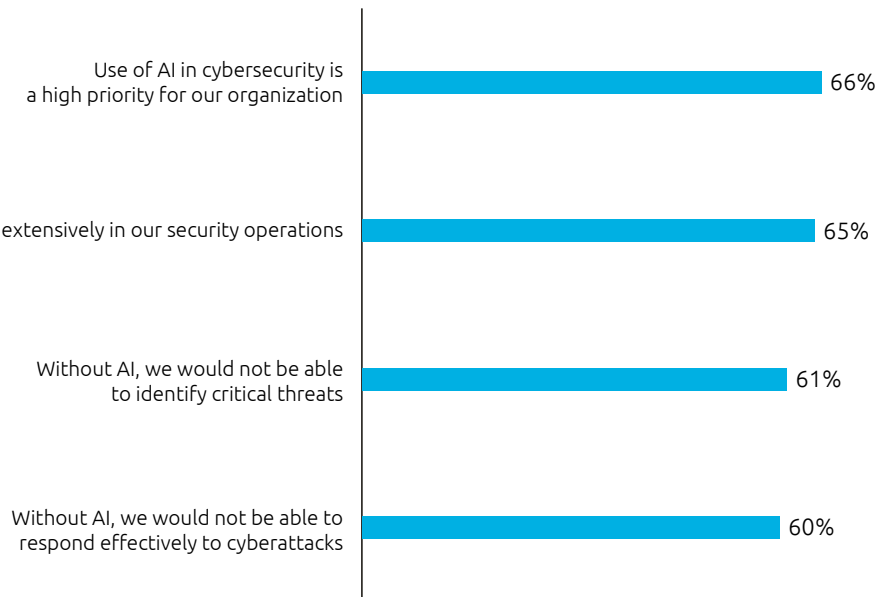 Use of AI in cybersecurity is
a high priority for our organization
66%
extensively in our security operations
65%
Without AI, we would not be able
to identify critical threats
61%
Without AI, we would not be able to
respond effectively to cyberattacks
60%